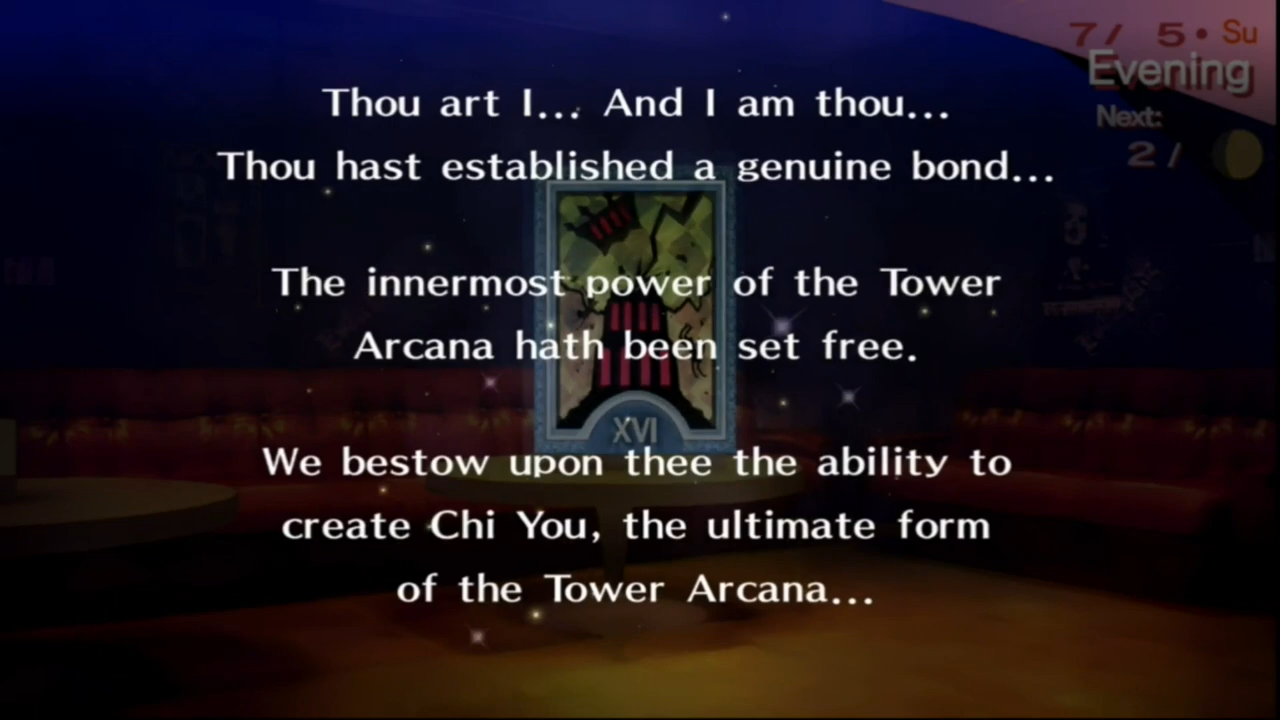 7/ 5 • Su
Evening
Next:
2 /
Thou art I... And I am thou...
Thou hast established a genuine bond...
The innermost power of the Tower
Arcana hath been set free.
XVI
We bestow upon thee the ability to
create Chi You, the ultimate form
of the Tower Arcana...